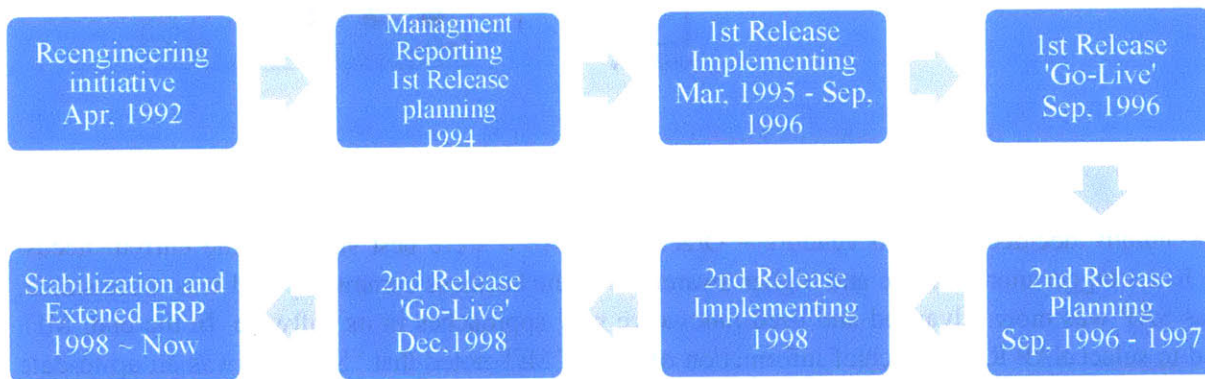 Reengineering
initiative
Apr, 1992
Managment
Reporting
1st Release
planning
1994
1st Release
Implementing
Mar, 1995 - Sep,
1996
1st Release
'Go-Live'
Sep, 1996
2nd Release
Planning
Sep, 1996 - 1997
2nd Release
Implementing
1998
2nd Release
'Go-Live'
Dec,1998
Stabilization and
Extened ERP
1998 ~ Now